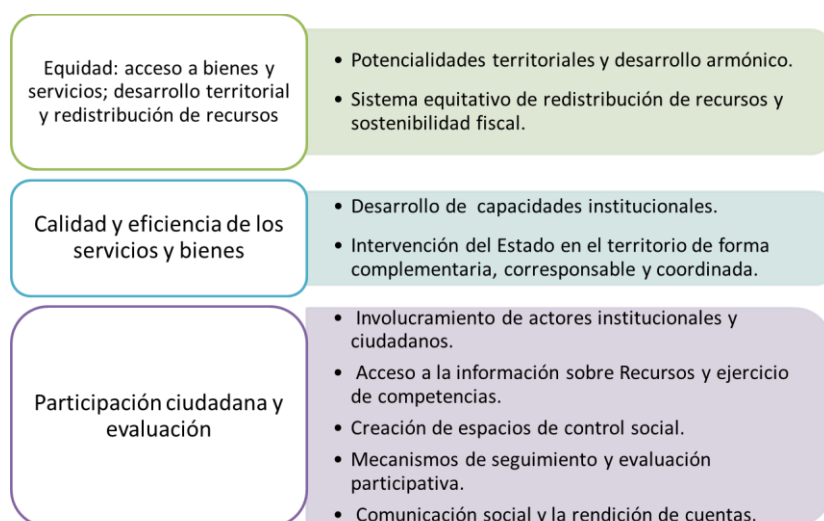 Equidad: acceso a bienes y
servicios; desarrollo territorial
y redistribución de recursos
• Potencialidades territoriales y desarrollo armónico.
• Sistema equitativo de redistribución de recursos y
sostenibilidad fiscal.
Calidad y eficiencia de los
servicios y bienes
• Desarrollo de capacidades institucionales.
• Intervención del Estado en el territorio de forma
complementaria, corresponsable y coordinada.
Participación ciudadana y
evaluación
• Involucramiento de actores institucionales y
ciudadanos.
• Acceso a la información sobre Recursos y ejercicio
de competencias.
• Creación de espacios de control social.
• Mecanismos de seguimiento y evaluación
participativa.
• Comunicación social y la rendición de cuentas.